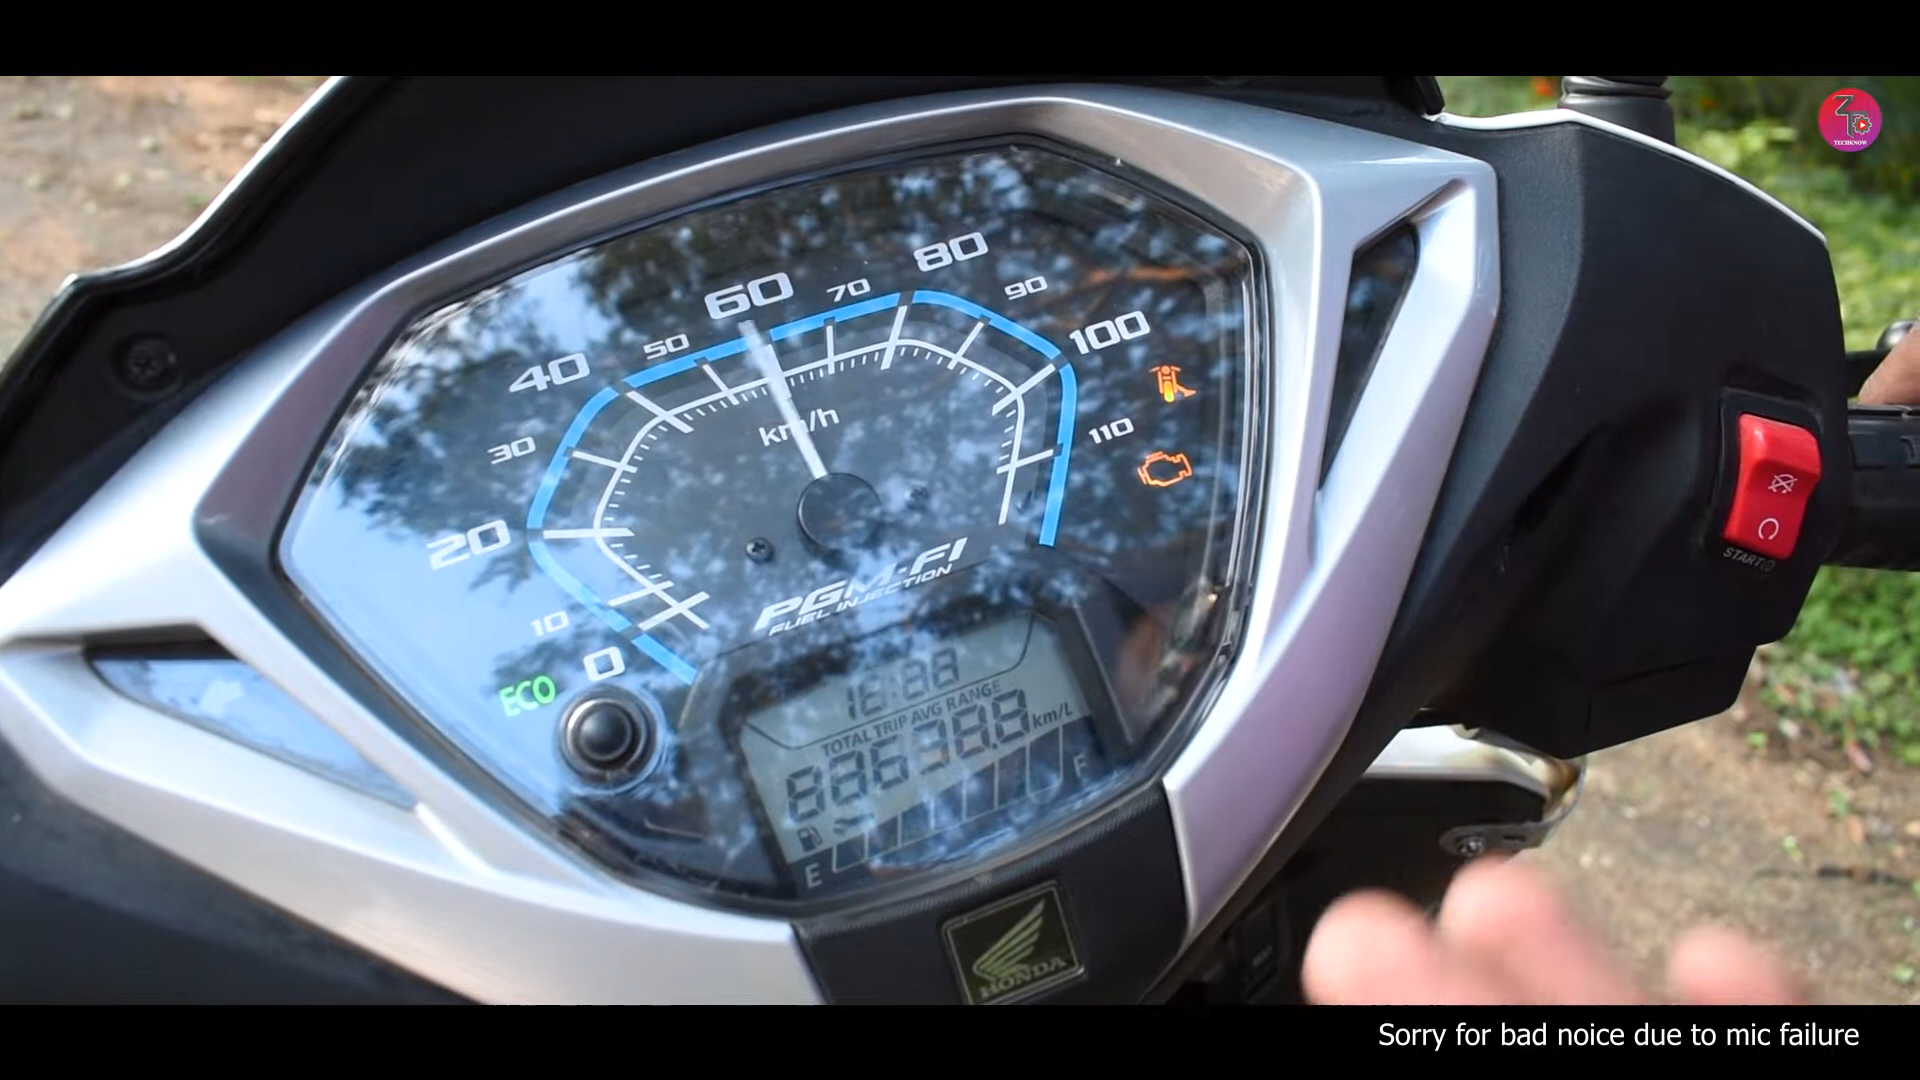 TECHKNOW
80
60
70
90
50
100
40
km/h
30
110
20
PGM-FI
FUEL INJECTION
10
0
ECO
18:88
TOTAL TRIP AVG RANGE
88638.8 km/L
F
E
HONDA
START
Sorry for bad noice due to mic failure